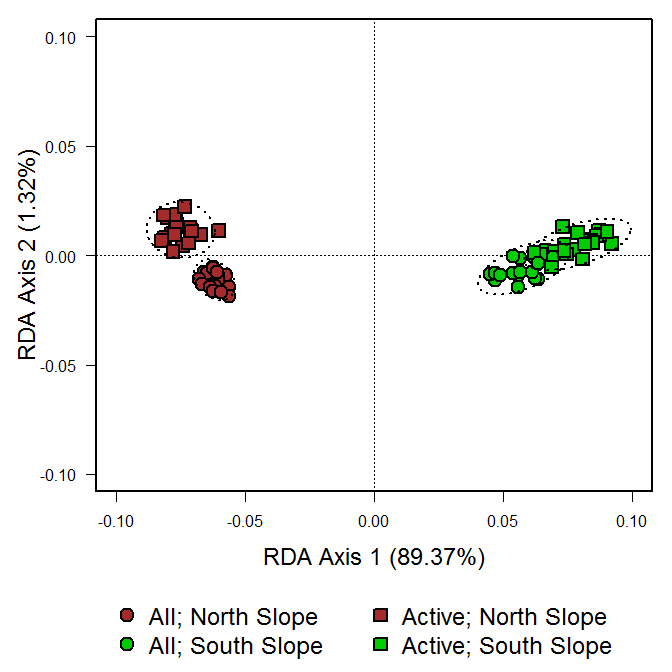 0.10
0.05
0.00
-0.05
-0.10
RDA Axis 2 (1.32%)
-0.10 -0.05 0.00 0.05 0.10
RDA Axis 1 (89.37%)
All; North Slope Active; North Slope
All; South Slope Active; South Slope